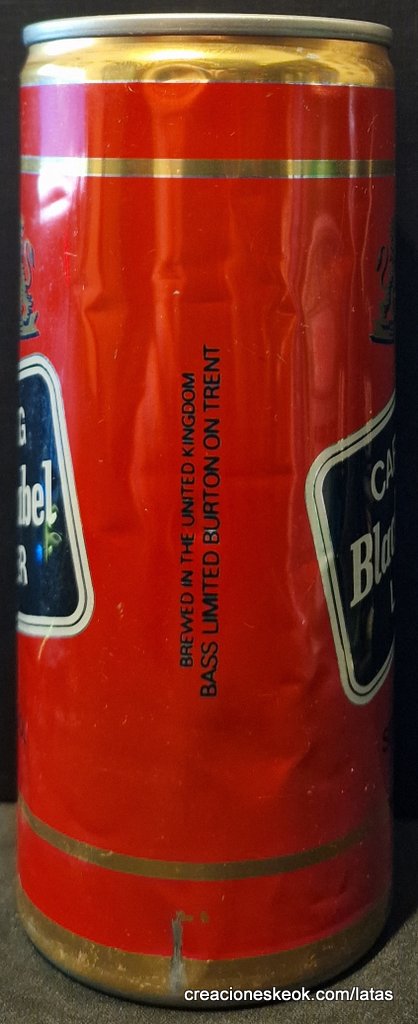 BREWED IN THE UNITED KINGDOM
BASS LIMITED BURTON ON TRENT
creacioneskeok.com/latas